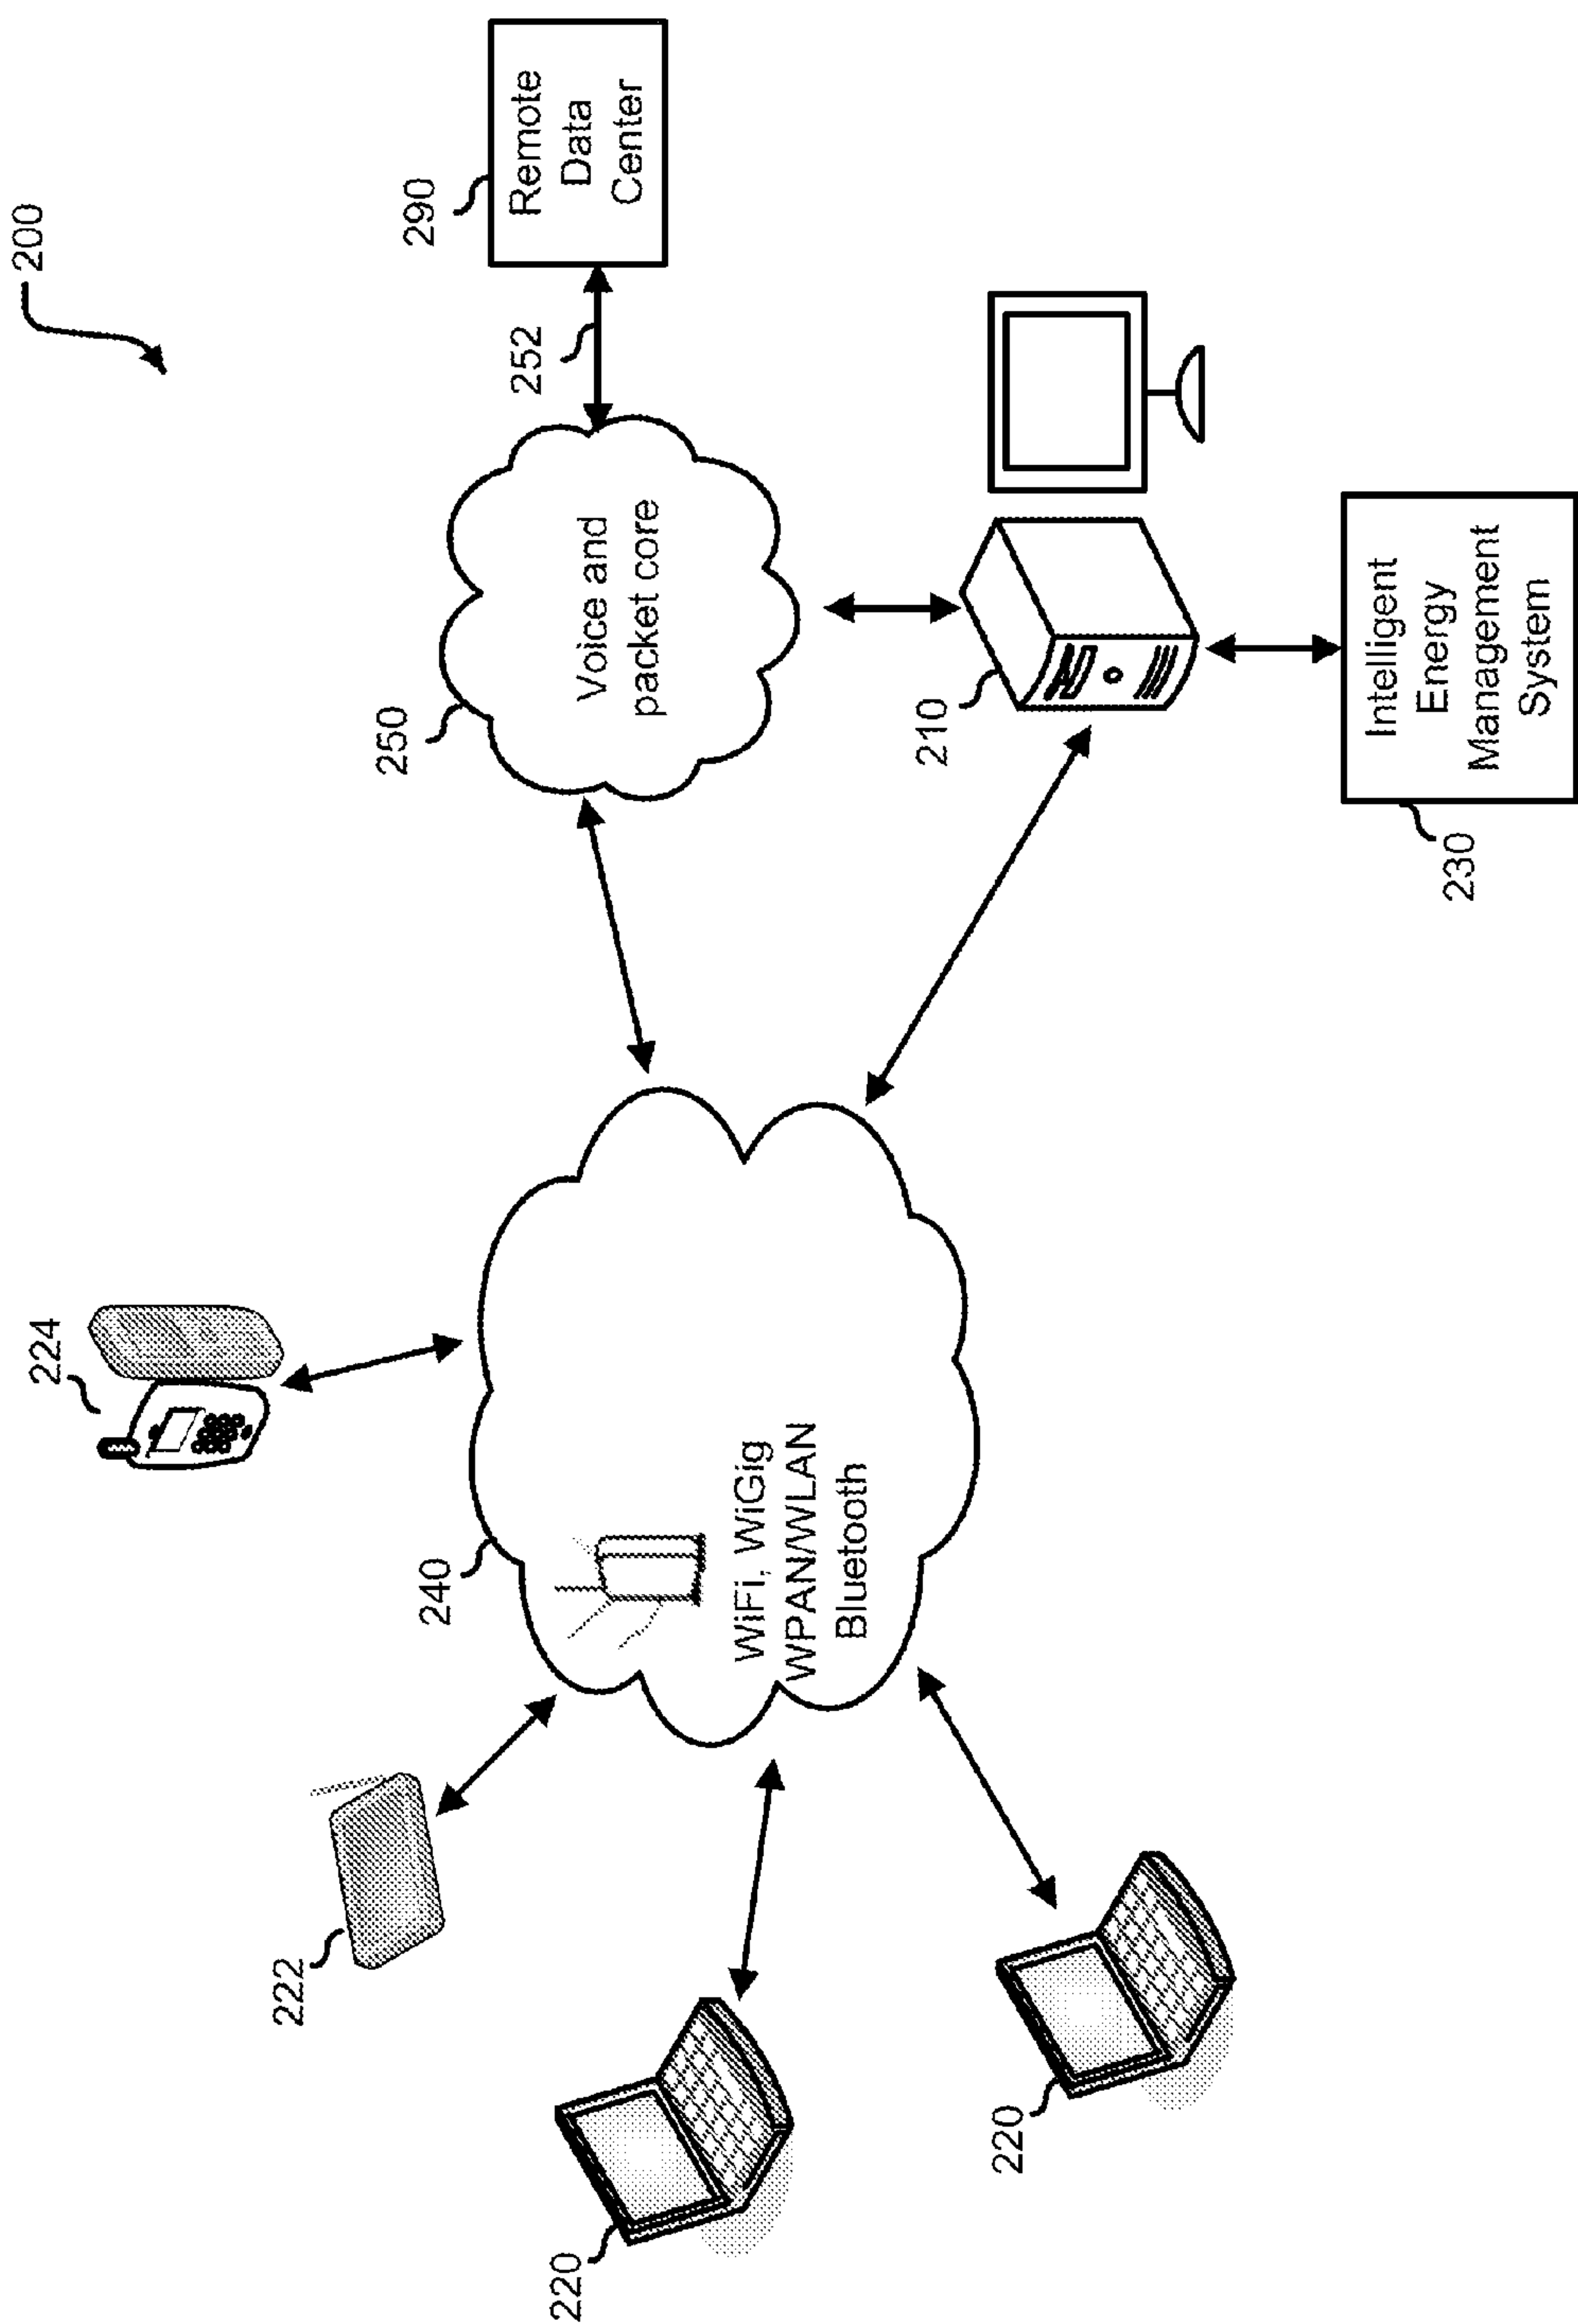 200
224
222
240
250
290
Remote
Data
Center
252
Voice and
packet core
WiFi, WiGig
WPAN/WLAN
Bluetooth
220
220
210
230
Intelligent
Energy
Management
System